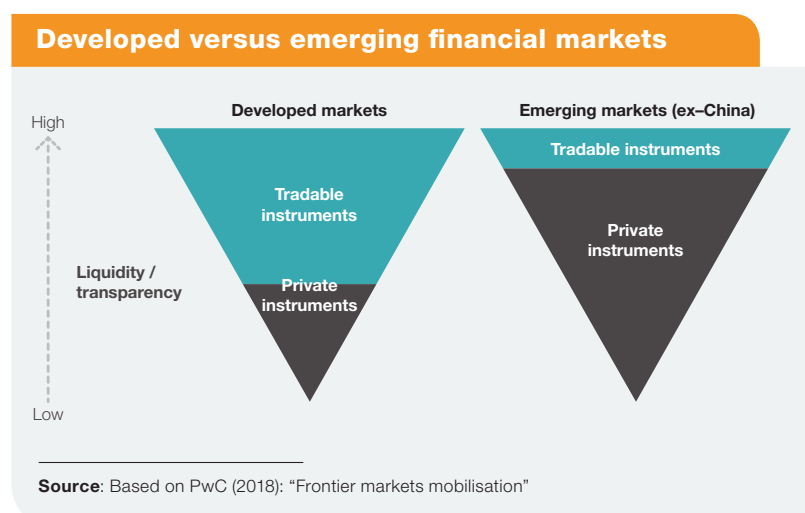 Developed versus emerging financial markets
Developed markets
Emerging markets (ex–China)
High
Tradable instruments
Tradable
instruments
Private
instruments
Liquidity /
transparency
Private
instruments
Low
Source: Based on PwC (2018): “Frontier markets mobilisation”